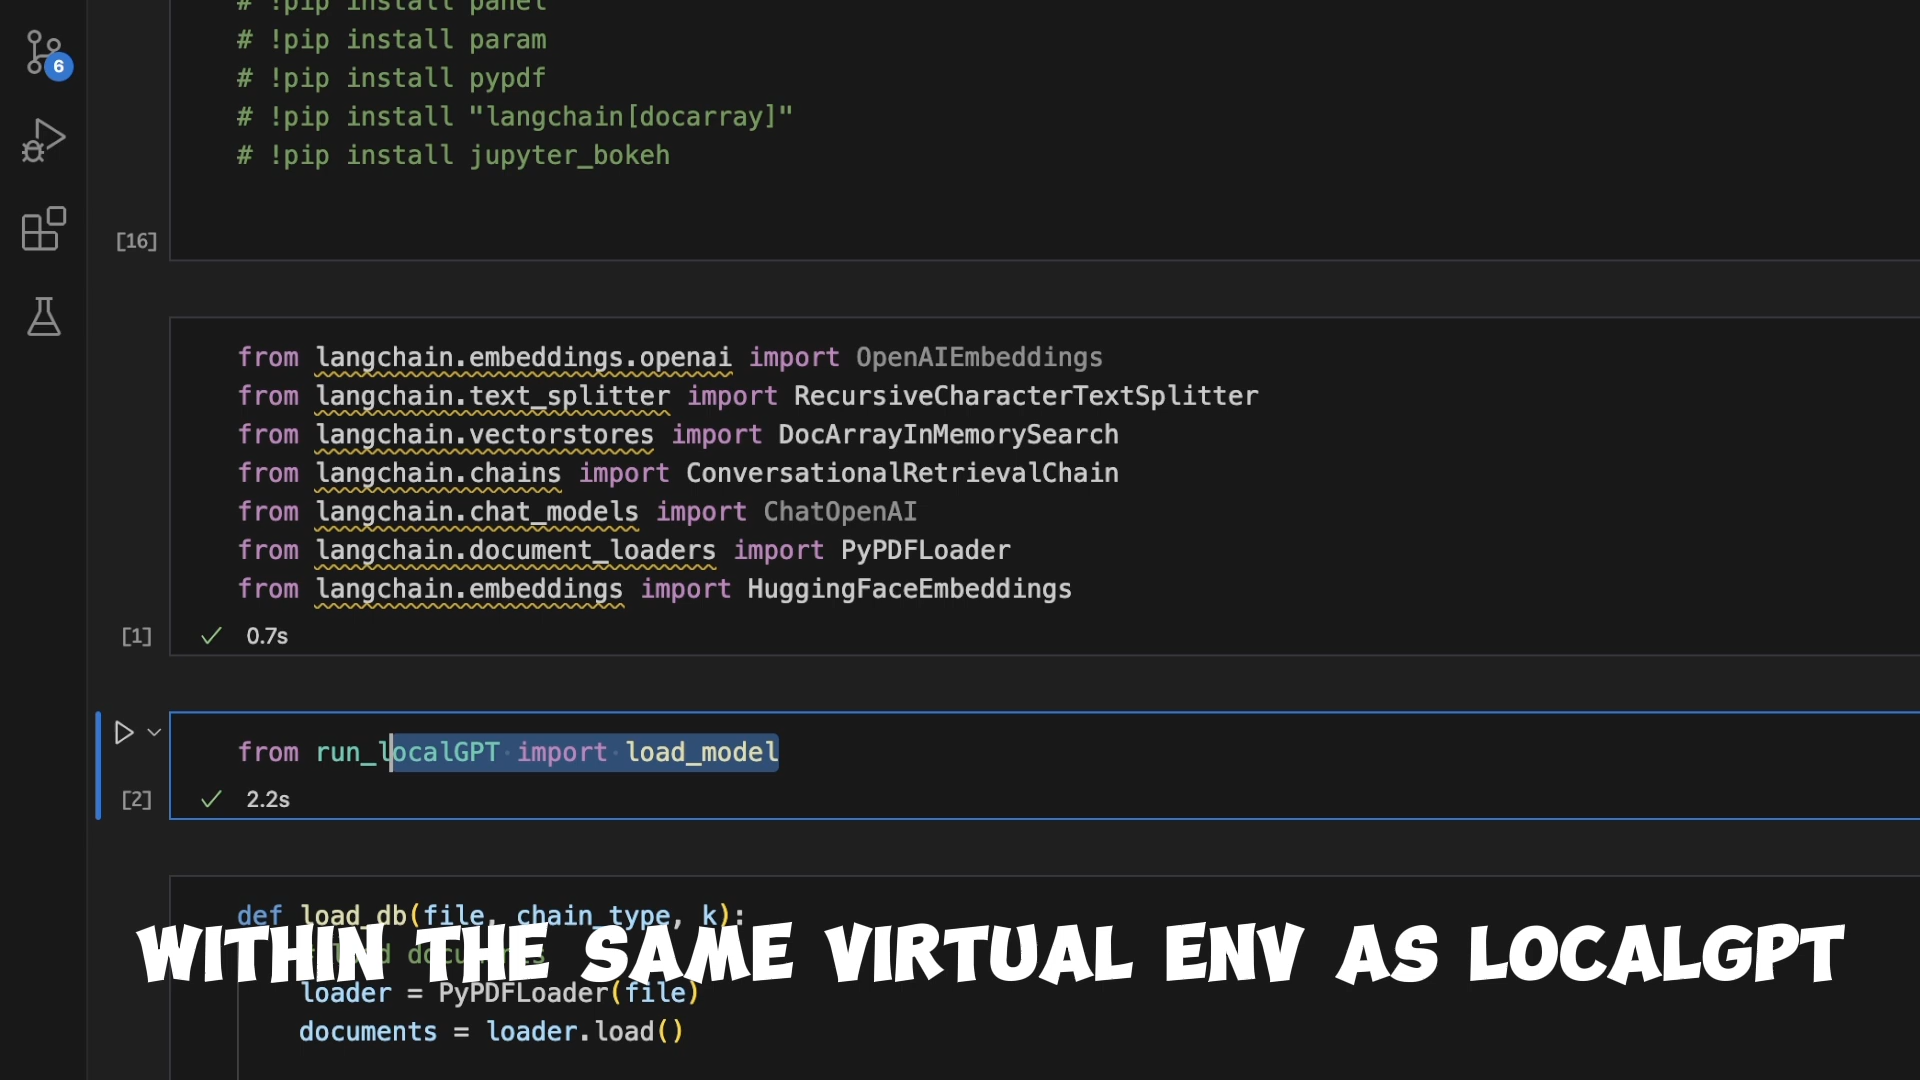 # !pip install panel
# !pip install param
6
# !pip install pypdf
# !pip install "langchain[docarray]"
# !pip install jupyter_bokeh
[16]
from langchain.embeddings.openai import OpenAIEmbeddings
from langchain.text_splitter import RecursiveCharacterTextSplitter
from langchain.vectorstores import DocArrayInMemorySearch
from langchain.chains import ConversationalRetrievalChain
from langchain.chat_models import ChatOpenAI
from langchain.document_loaders import PyPDFLoader
from langchain.embeddings import HuggingFaceEmbeddings
[1] 0.7s
from run_localGPT import load_model
[2] 2.2s
def load_db(file, chain_type, k):
WITHIN THE SAME VIRTUAL ENV AS LOCALGPT
loader = PyPDFLoader(file)
documents = loader.load()